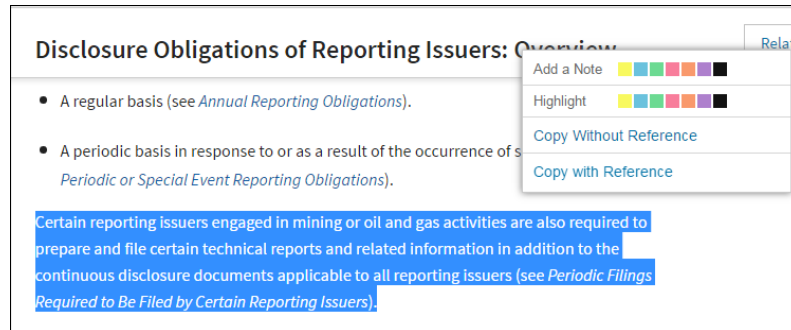 Disclosure Obligations of Reporting Issuers: Overview
Rela
Add a Note
Highlight
Copy Without Reference
Copy with Reference
• A regular basis (see Annual Reporting Obligations).
• A periodic basis in response to or as a result of the occurrence of s
Periodic or Special Event Reporting Obligations).
Certain reporting issuers engaged in mining or oil and gas activities are also required to
prepare and file certain technical reports and related information in addition to the
continuous disclosure documents applicable to all reporting issuers (see Periodic Filings
Required to Be Filed by Certain Reporting Issuers).